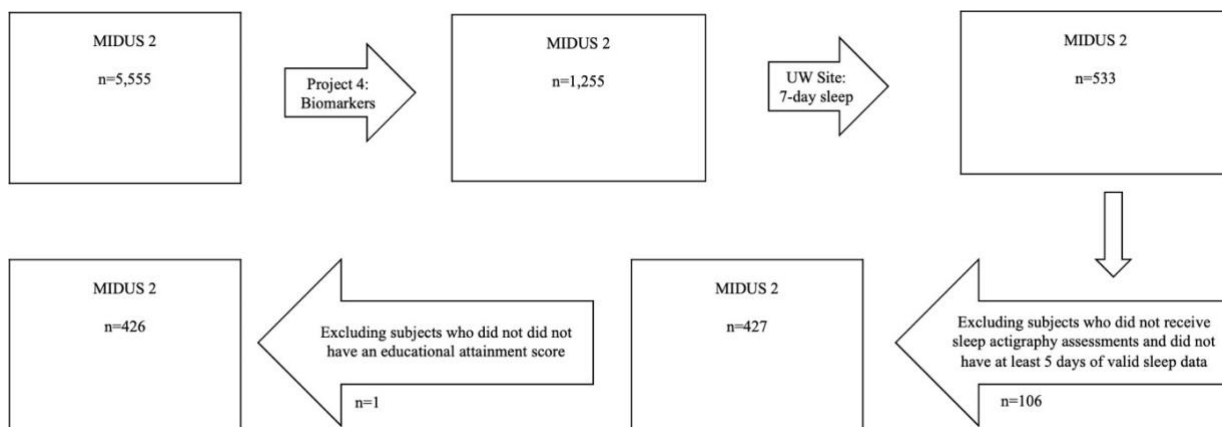 MIDUS 2
n=5,555
Project 4:
Biomarkers
MIDUS 2
n=1,255
UW Site:
7-day sleep
MIDUS 2
n=533
Excluding subjects who did not receive
sleep actigraphy assessments and did not
have at least 5 days of valid sleep data
n=106
MIDUS 2
n=427
Excluding subjects who did not did not
have an educational attainment score
n=1
MIDUS 2
n=426